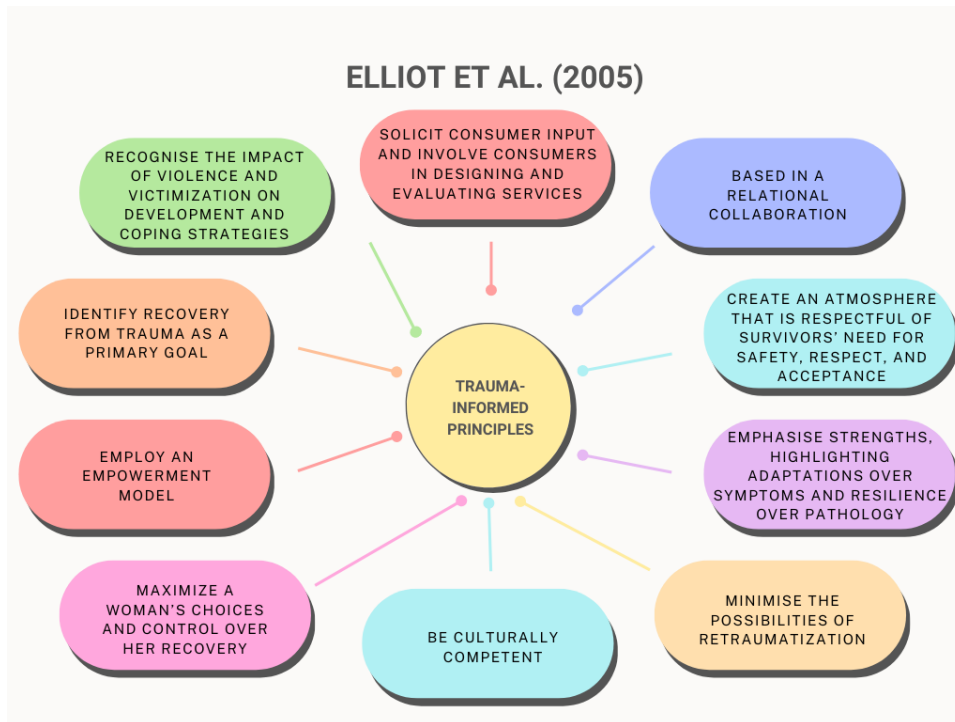 ELLIOT ET AL. (2005)
SOLICIT CONSUMER INPUT
AND INVOLVE CONSUMERS
IN DESIGNING AND
EVALUATING SERVICES
RECOGNISE THE IMPACT
OF VIOLENCE AND
VICTIMIZATION ON
DEVELOPMENT AND
COPING STRATEGIES
BASED IN A
RELATIONAL
COLLABORATION
IDENTIFY RECOVERY
FROM TRAUMA AS A
PRIMARY GOAL
CREATE AN ATMOSPHERE
THAT IS RESPECTFUL OF
SURVIVORS’ NEED FOR
SAFETY, RESPECT, AND
ACCEPTANCE
TRAUMA-
INFORMED
PRINCIPLES
EMPLOY AN
EMPOWERMENT
MODEL
EMPHASISE STRENGTHS,
HIGHLIGHTING
ADAPTATIONS OVER
SYMPTOMS AND RESILIENCE
OVER PATHOLOGY
MAXIMIZE A
WOMAN’S CHOICES
AND CONTROL OVER
HER RECOVERY
BE CULTURALLY
COMPETENT
MINIMISE THE
POSSIBILITIES OF
RETRAUMATIZATION